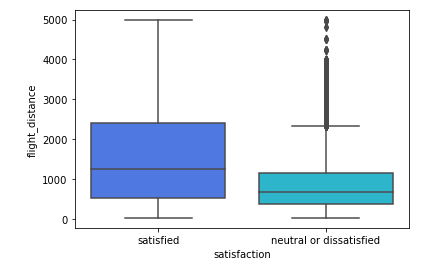 5000
4000
3000
2000
1000
0
flight_distance
satisfied
neutral or dissatisfied
satisfaction